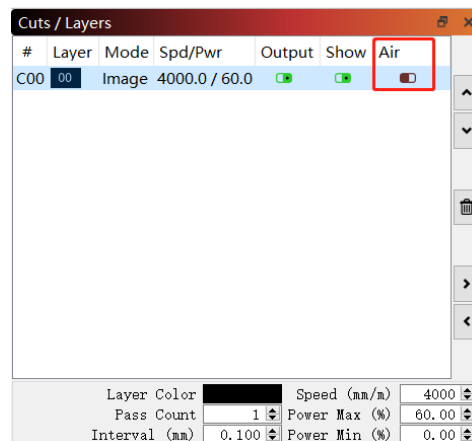 Cuts / Layers
# Layer Mode Spd/Pwr Output Show Air
C00 00 Image 4000.0 / 60.0
Layer Color Speed (mm/m) 4000
Pass Count 1 Power Max (%) 60.00
Interval (mm) 0.100 Power Min (%) 0.00